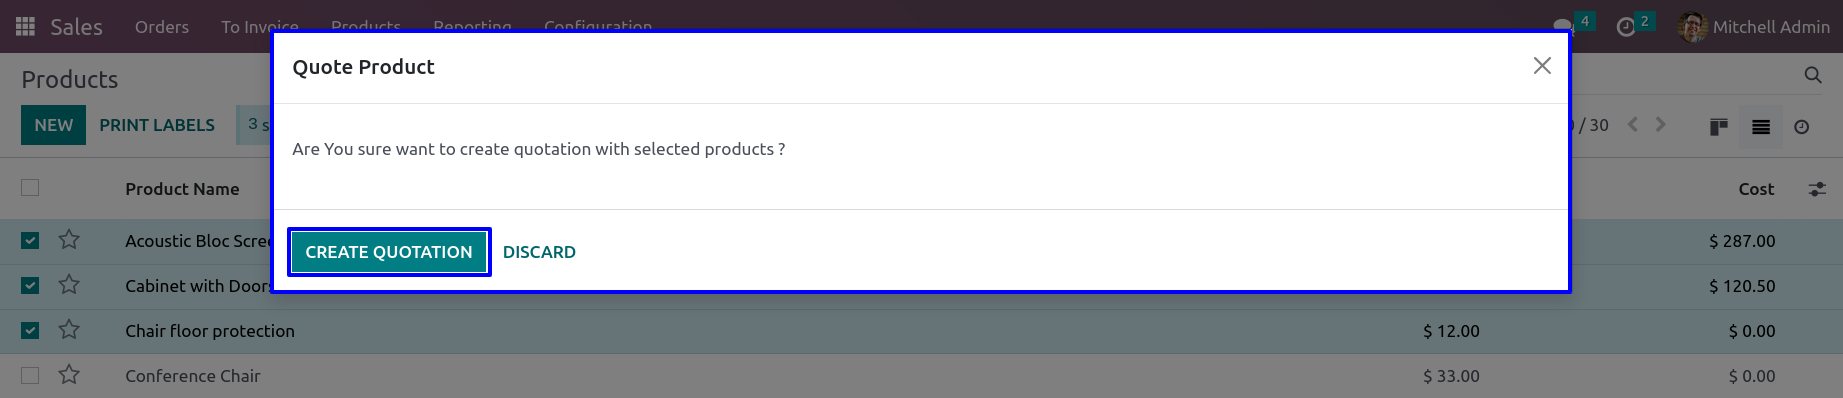 Sales Orders To Invoice Products Reporting Configuration 4 2 Mitchell Admin
Quote Product
Products
NEW PRINT LABELS 3 / 30
Are You sure want to create quotation with selected products ?
Product Name Cost
CREATE QUOTATION DISCARD
Acoustic Bloc $ 287.00
Cabinet with $ 120.50
Chair floor protection $ 12.00 $ 0.00
Conference Chair $ 33.00 $ 0.00